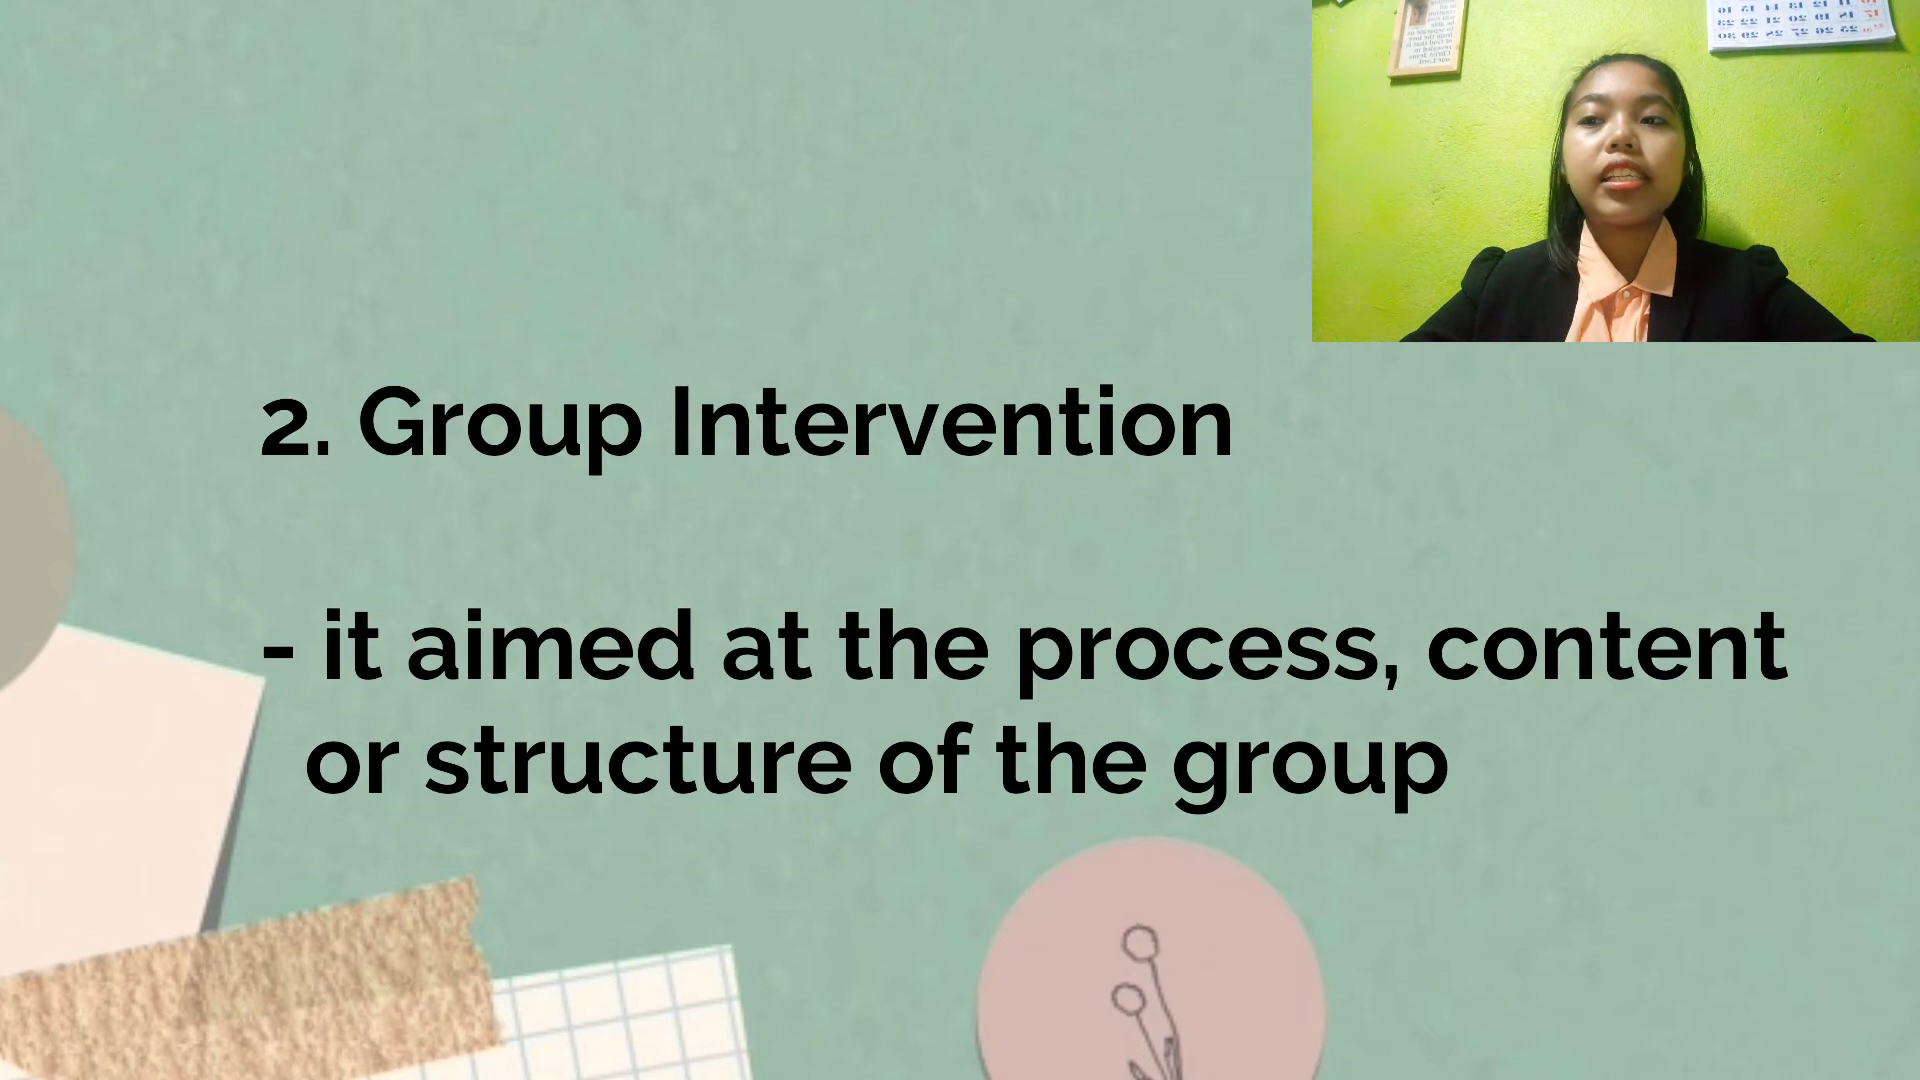 2. Group Intervention
- it aimed at the process, content
or structure of the group